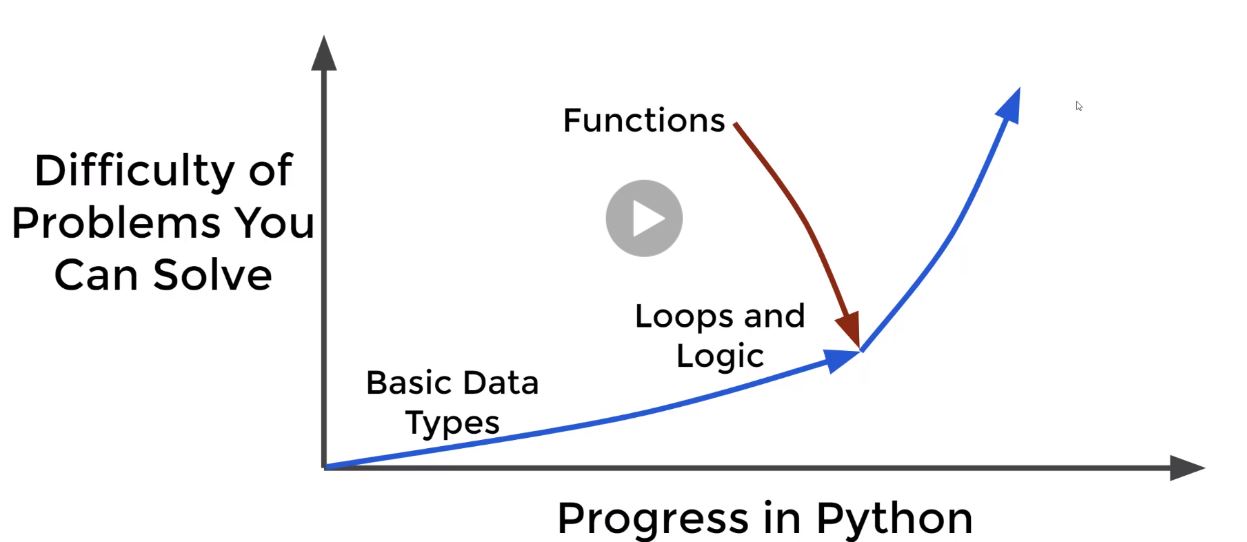 Functions
Difficulty of
Problems You
Can Solve
Loops and
Logic
Basic Data
Types
Progress in Python